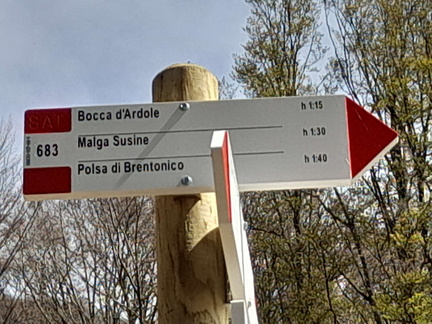 SAT
683
Bocca d'Ardole h 1:15
Malga Susine h 1:30
Polsa di Brentonico h 1:40